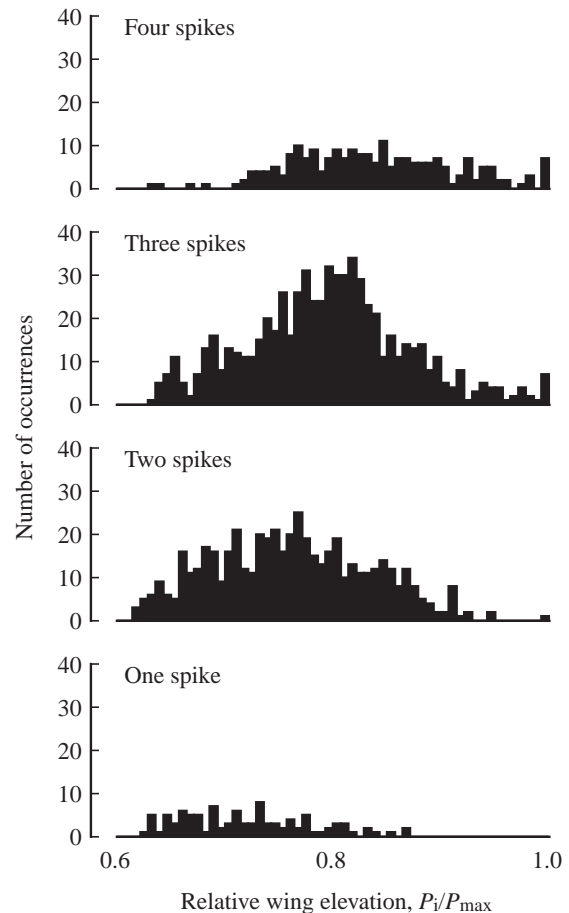 Four spikes
40
30
20
10
0
Three spikes
40
30
20
10
0
Two spikes
40
30
20
10
0
One spike
40
30
20
10
0
Number of occurrences
0.6 0.8 1.0
Relative wing elevation, Pi/Pmax